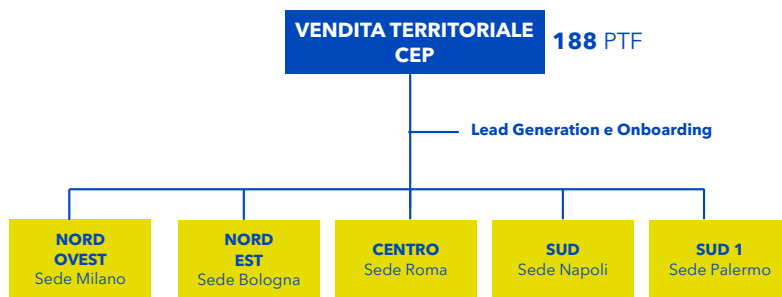 VENDITA TERRITORIALE
CEP
188 PTF
Lead Generation e Onboarding
NORD
OVEST
Sede Milano
NORD
EST
Sede Bologna
CENTRO
Sede Roma
SUD
Sede Napoli
SUD 1
Sede Palermo